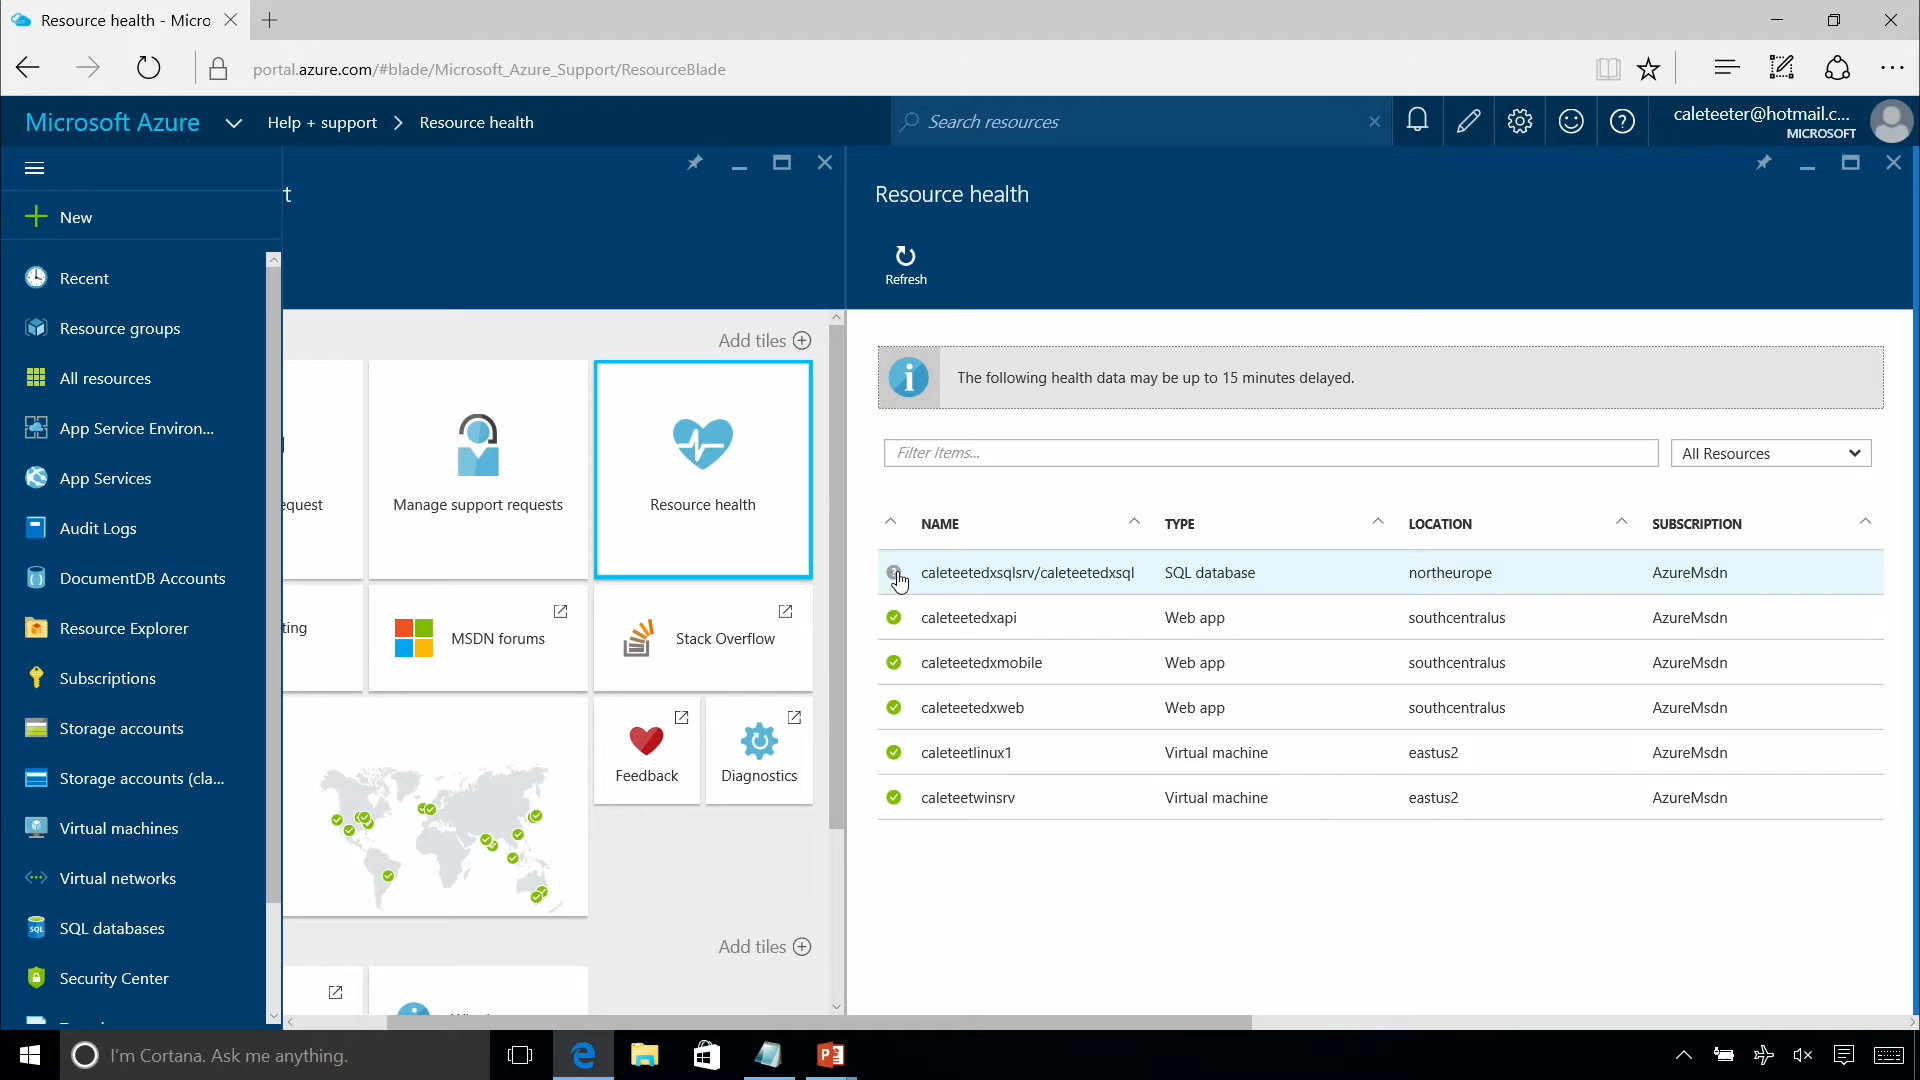 Resource health - Micro
portal.azure.com/#blade/Microsoft_Azure_Support/ResourceBlade
Microsoft Azure
Help + support
Resource health
Search resources
caleteeter@hotmail.c...
MICROSOFT
New
Recent
Resource groups
All resources
App Service Environ...
App Services
Audit Logs
DocumentDB Accounts
Resource Explorer
Subscriptions
Storage accounts
Storage accounts (cla...
Virtual machines
Virtual networks
SQL databases
Security Center
t
Add tiles
equest
Manage support requests
Resource health
ting
MSDN forums
Stack Overflow
Feedback
Diagnostics
Add tiles
Resource health
Refresh
The following health data may be up to 15 minutes delayed.
Filter Items...
All Resources
NAME TYPE LOCATION SUBSCRIPTION
caleteetedxsqlsrv/caleteetedxsql SQL database northeurope AzureMsdn
caleteetedxapi Web app southcentralus AzureMsdn
caleteetedxmobile Web app southcentralus AzureMsdn
caleteetedxweb Web app southcentralus AzureMsdn
caleteetlinux1 Virtual machine eastus2 AzureMsdn
caleteetwinsrv Virtual machine eastus2 AzureMsdn
I'm Cortana. Ask me anything.